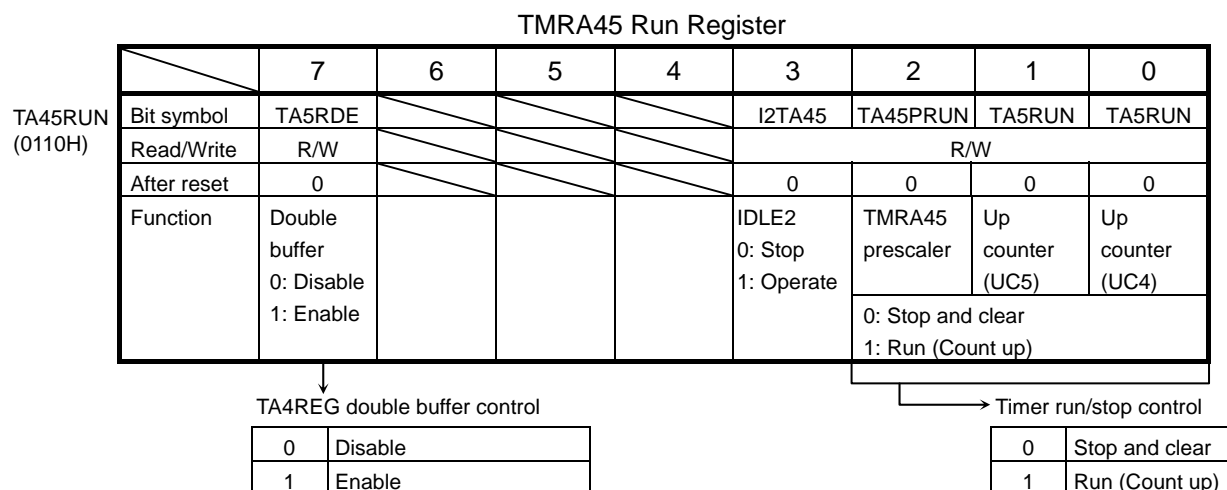 TMRA45 Run Register
7 6 5 4 3 2 1 0
TA45RUN
(0110H)
Bit symbol TA5RDE I2TA45 TA45PRUN TA5RUN TA5RUN
Read/Write R/W R/W
After reset 0 0 0 0 0
Function Double IDLE2 TMRA45 Up Up
buffer 0: Stop prescaler counter counter
0: Disable 1: Operate (UC5) (UC4)
1: Enable 0: Stop and clear
1: Run (Count up)
TA4REG double buffer control Timer run/stop control
0 Disable 0 Stop and clear
1 Enable 1 Run (Count up)